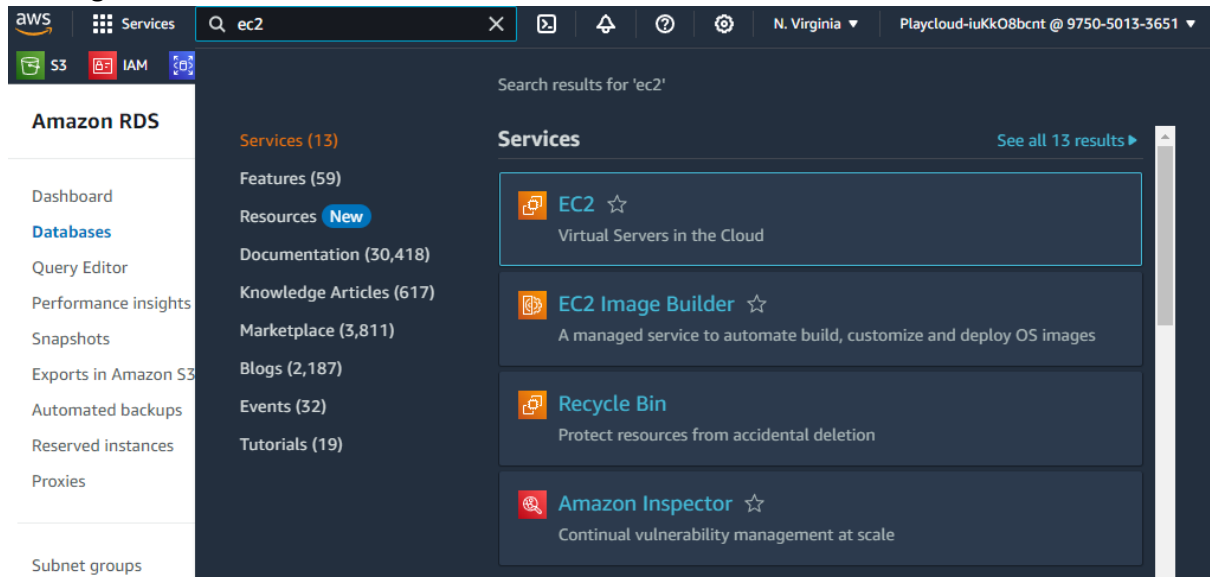 aws
Services
ec2
N. Virginia
Playcloud-iuKkO8bcnt @ 9750-5013-3651
S3
IAM
Search results for 'ec2'
Amazon RDS
Dashboard
Databases
Query Editor
Performance insights
Snapshots
Exports in Amazon S3
Automated backups
Reserved instances
Proxies
Subnet groups
Services (13)
Features (59)
Resources New
Documentation (30,418)
Knowledge Articles (617)
Marketplace (3,811)
Blogs (2,187)
Events (32)
Tutorials (19)
Services
See all 13 results
EC2
Virtual Servers in the Cloud
EC2 Image Builder
A managed service to automate build, customize and deploy OS images
Recycle Bin
Protect resources from accidental deletion
Amazon Inspector
Continual vulnerability management at scale